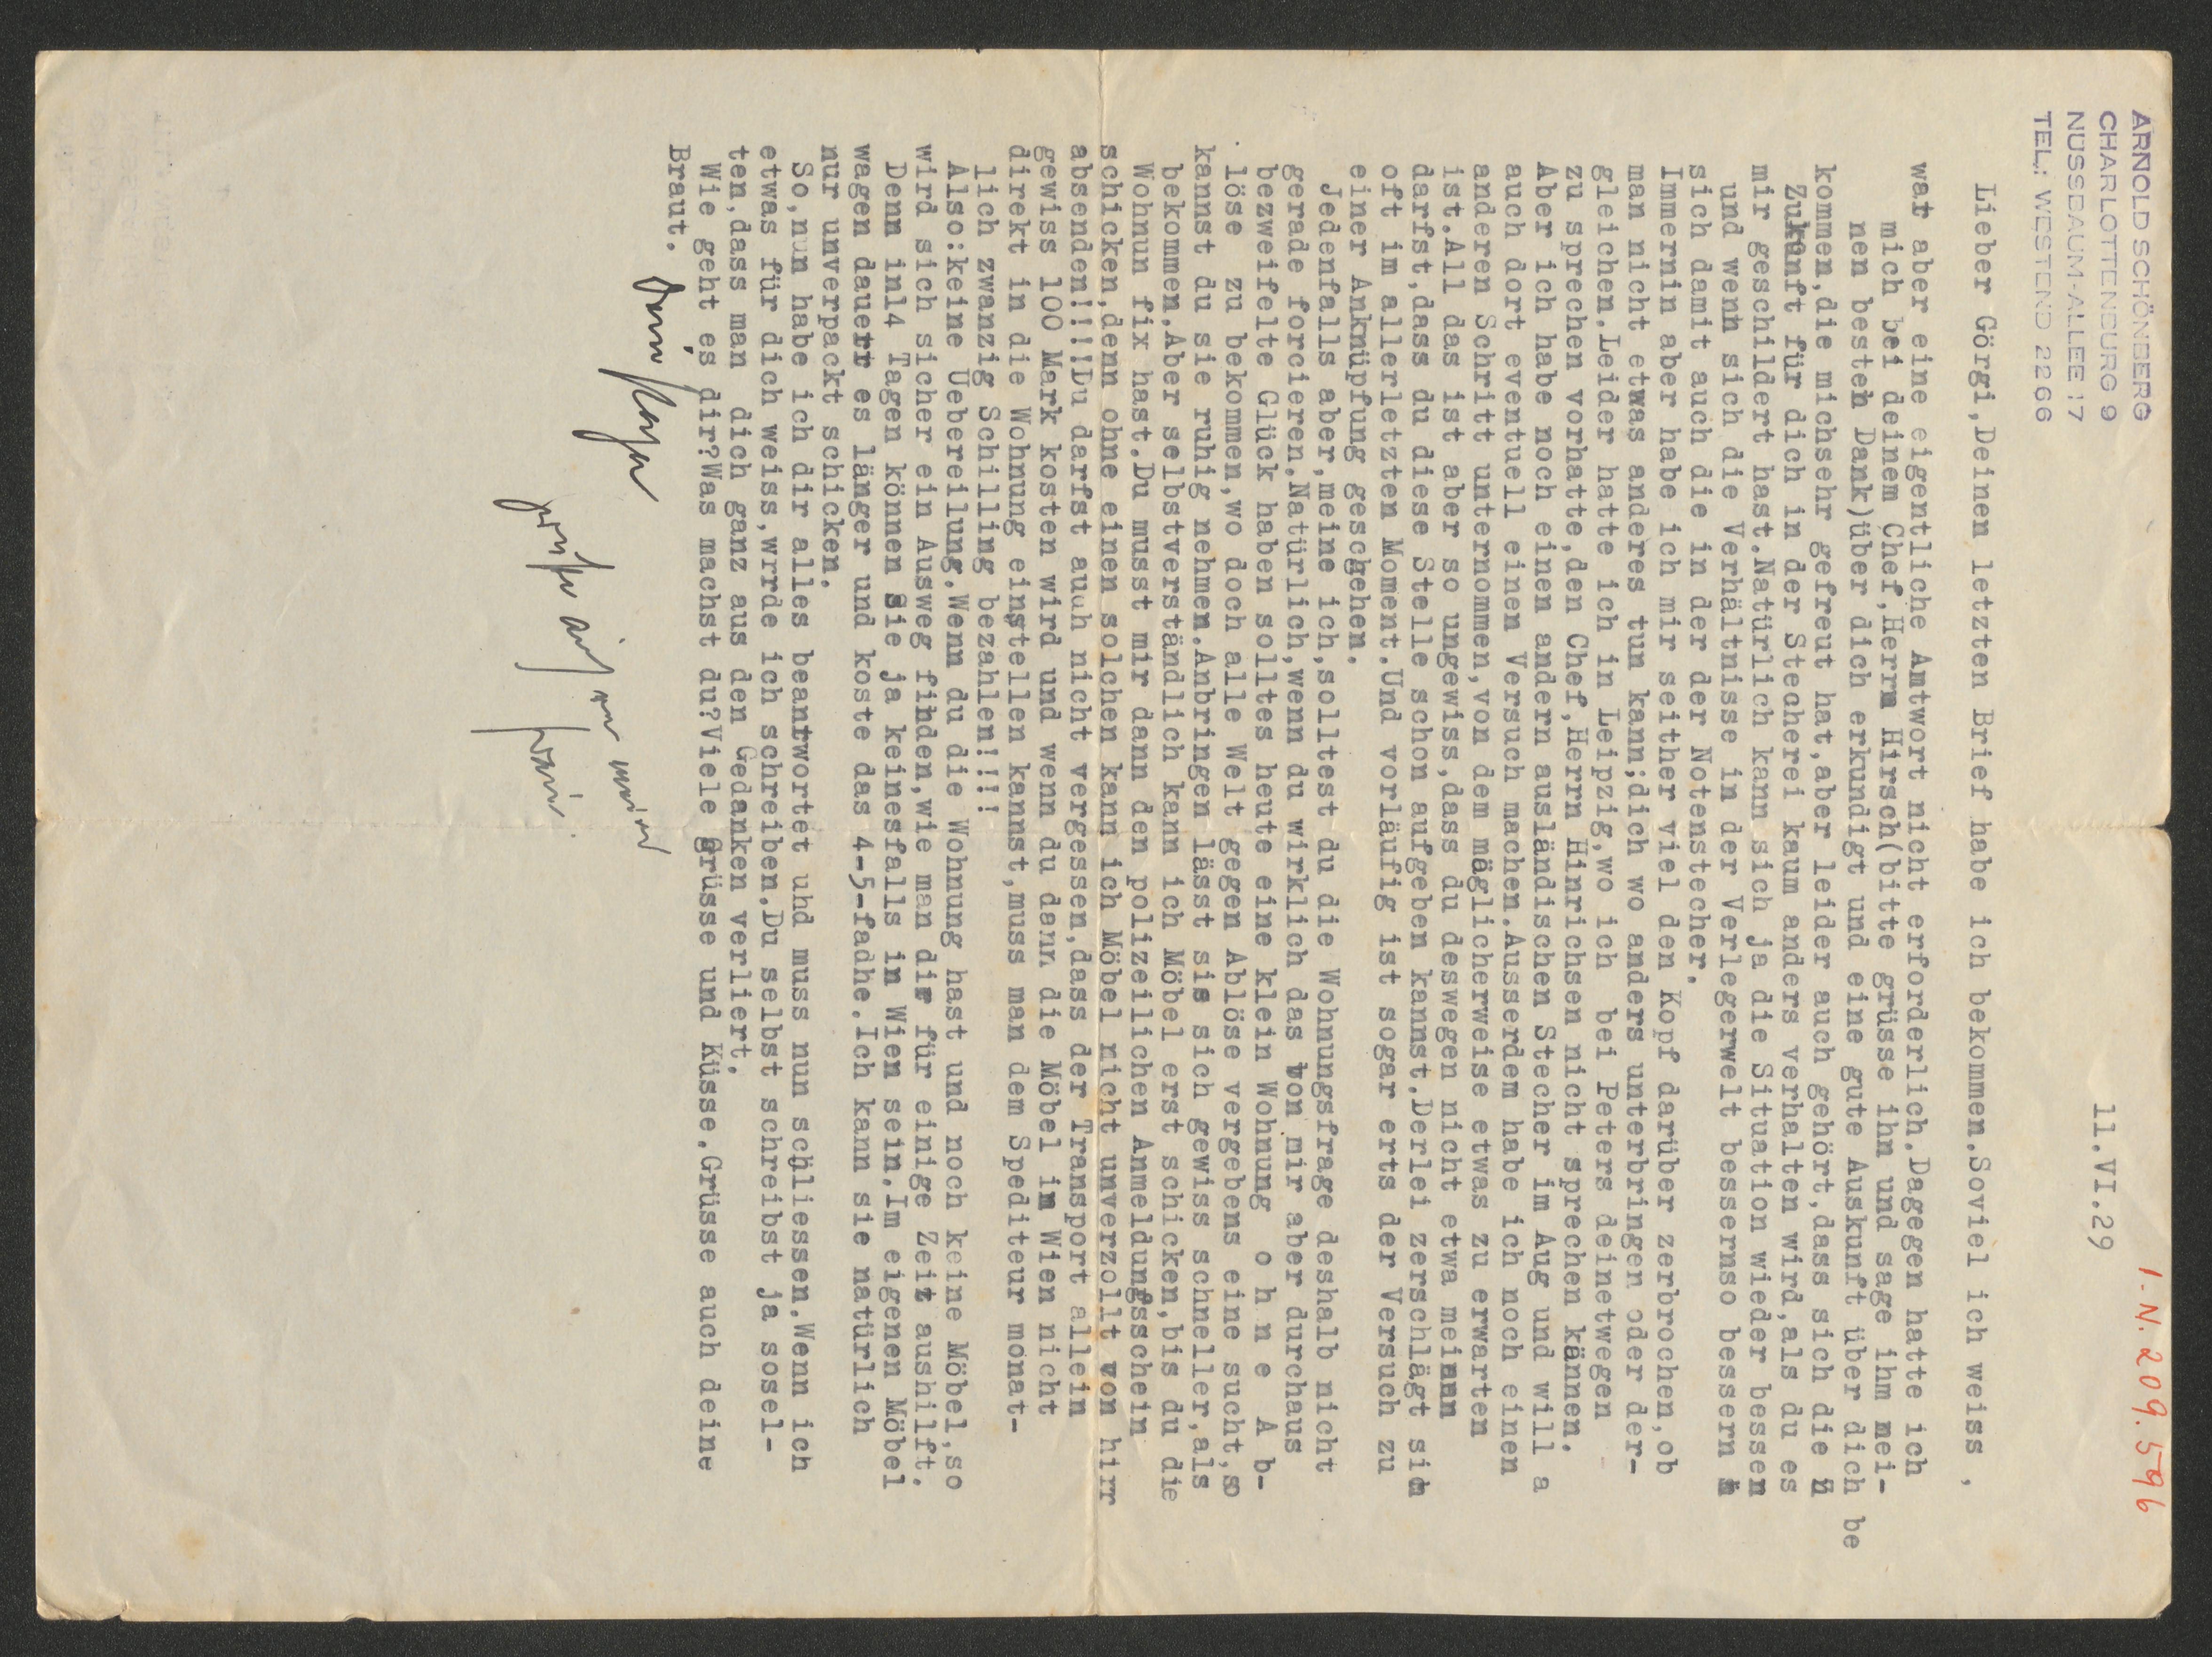 ARNOLD SCHÖNBERG
CHARLOTTENBURG 9
NUSSBAUM-ALLEE 17
TEL.: WESTEND 2266
I.N. 209.596
11.VI.29
Lieber Görgi,Deinen letzten Brief habe ich bekommen.Soviel ich weiss ,
war aber eine eigentliche Amtwort nicht erforderlich.Dagegen hatte ich
mich bei deinem Chef,Herrn Hirsch(bitte grüsse ihn und sage ihm mei-
nen besten Dank)über dich erkundigt und eine gute Auskunft über dich be
kommen,die michsehr gefreut hat,aber leider auch gehört,dass sich die
Zukunft für dich in der Stecherei kaum anders verhalten wird,als du es
mir geschildert hast.Natürlich kann sich ja die Situation wieder bessern
und wenn sich die Verhältnisse in der Verlegerwelt bessernso bessern
sich damit auch die in der der Notenstecher.
Immernin aber habe ich mir seither viel den Kopf darüber zerbrochen,ob
man nicht etwas anderes tun kann;dich wo anders unterbringen oder der-
gleichen.Leider hatte ich in Leipzig,wo ich bei Peters deinetwegen
zu sprechen vorhatte,den Chef,Herrn Hinrichsen nicht sprechen kännen.
Aber ich habe noch einen andern ausländischen Stecher im Aug und will a
auch dort eventuell einen Versuch machen.Ausserdem habe ich noch einen
anderen Schritt unternommen,von dem mäglicherweise etwas zu erwarten
ist.All das ist aber so ungewiss,dass du deswegen nicht etwa meinnn
darfst,dass du diese Stelle schon aufgeben kannst.Derlei zerschlägt sich
oft im allerletzten Moment.Und vorläufig ist sogar erts der Versuch zu
einer Anknüpfung geschehen.
Jedenfalls aber,meine ich,solltest du die Wohnungsfrage deshalb nicht
gerade forcieren.Natürlich,wenn du wirklich das von mir aber durchaus
bezweifelte Glück haben solltes heute eine klein Wohnung o h n e A b-
löse zu bekommen,wo doch alle Welt gegen Ablöse vergebens eine sucht,so
kannst du sie ruhig nehmen.Anbringen lässt sis sich gewiss schneller,als
bekommen.Aber selbstverständlich kann ich Möbel erst schicken,bis du die
Wohnun fix hast.Du musst mir dann den polizeilichen Anmeldungsschein
schicken,denn ohne einen solchen kann ich Möbel nicht unverzollt von hirr
absenden!!!!Du darfst auch nicht vergessen,dass der Transport allein
gewiss 100 Mark kosten wird und wenn du dann die Möbel in Wien nicht
direkt in die Wohnung einstellen kannst,muss man dem Spediteur monat-
lich zwanzig Schilling bezahlen!!!!
Also:keine Uebereilung.Wenn du die Wohnung hast und noch keine Möbel,so
wird sich sicher ein Ausweg finden,wie man dir für einige Zeit aushilft.
Denn in14 Tagen können Sie ja keinesfalls in Wien sein.Im eigenen Möbel
wagen dauert es länger und koste das 4-5-fadhe.Ich kann sie natürlich
nur unverpackt schicken.
So,nun habe ich dir alles beantwortet uhd muss nun schliessen.Wenn ich
etwas für dich weiss,wrrde ich schreiben.Du selbst schreibst ja sosel-
ten,dass man dich ganz aus den Gedanken verliert.
Wie geht es dir?Was machst du?Viele Grüsse und Küsse.Grüsse auch deine
Braut.